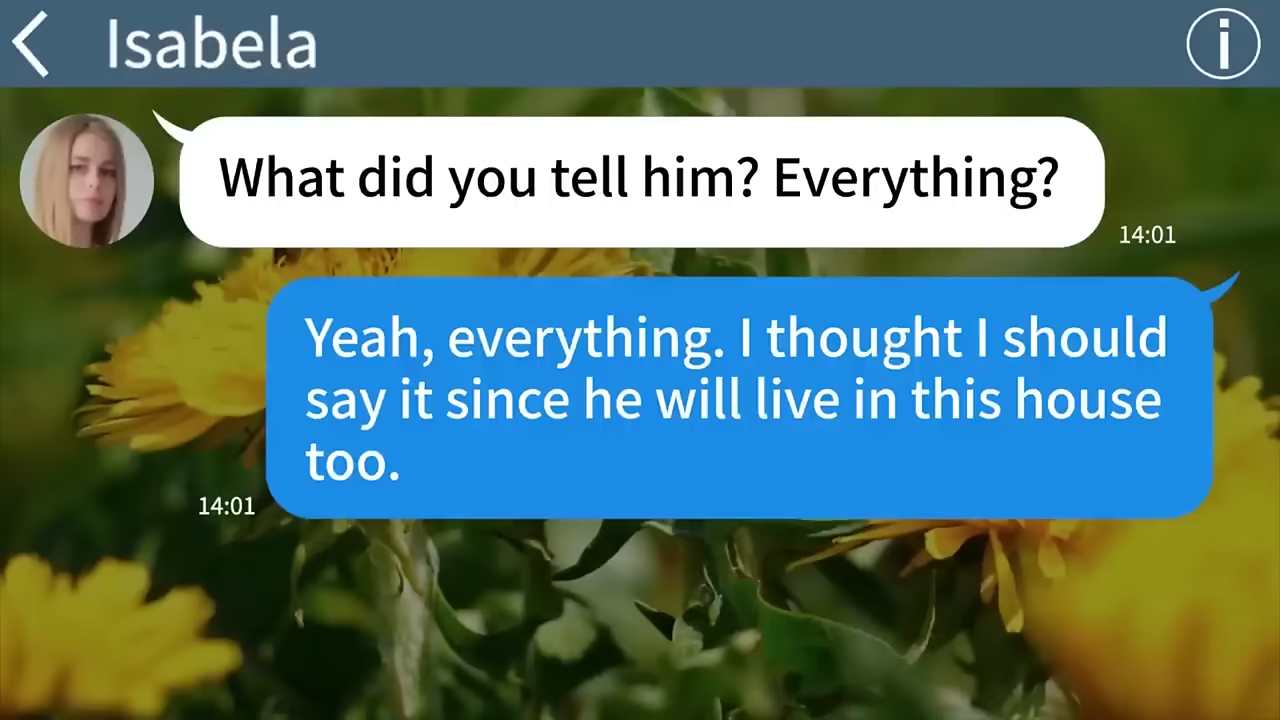 Isabela
What did you tell him? Everything?
14:01
Yeah, everything. I thought I should
say it since he will live in this house
too.
14:01